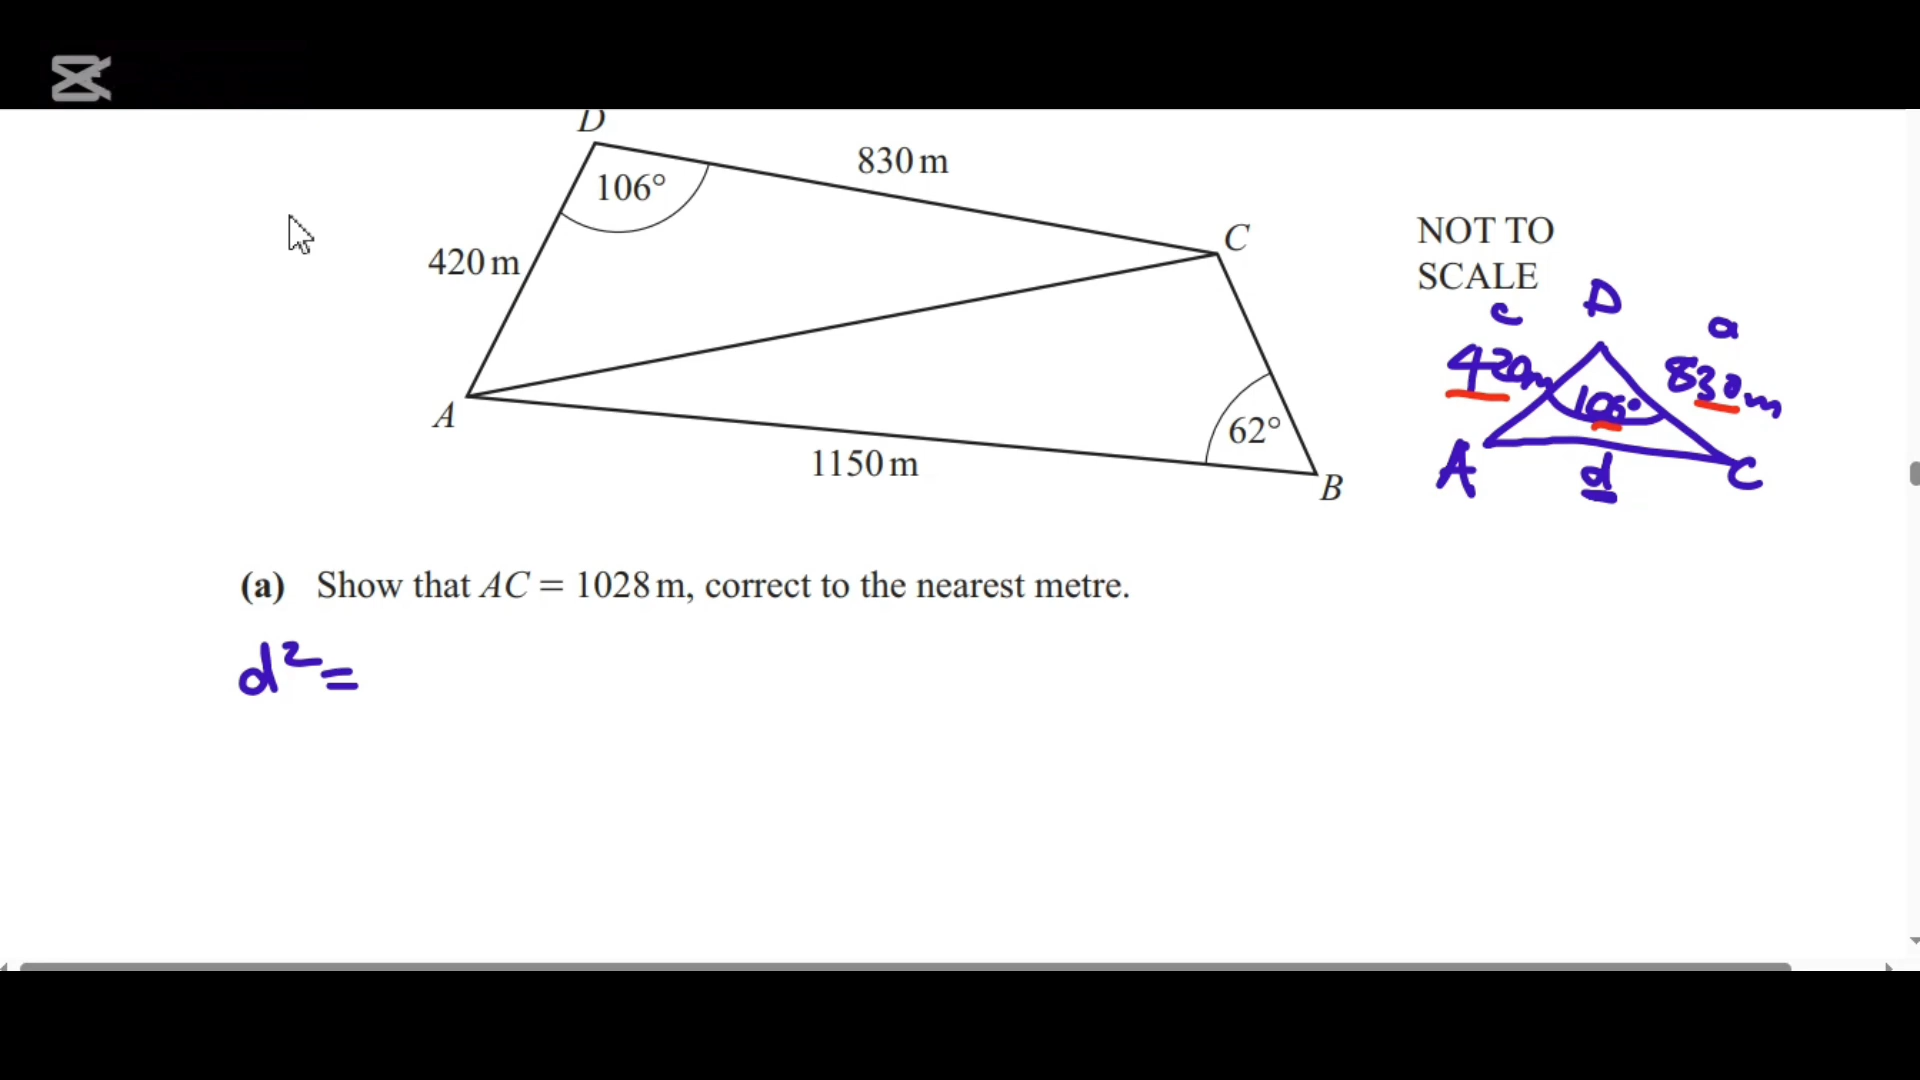 D
830 m
106°
C
NOT TO
SCALE
420 m
D
c
a
420m
830m
106°
A
62°
A
d
C
1150 m
B
(a) Show that AC = 1028 m, correct to the nearest metre.
d² =